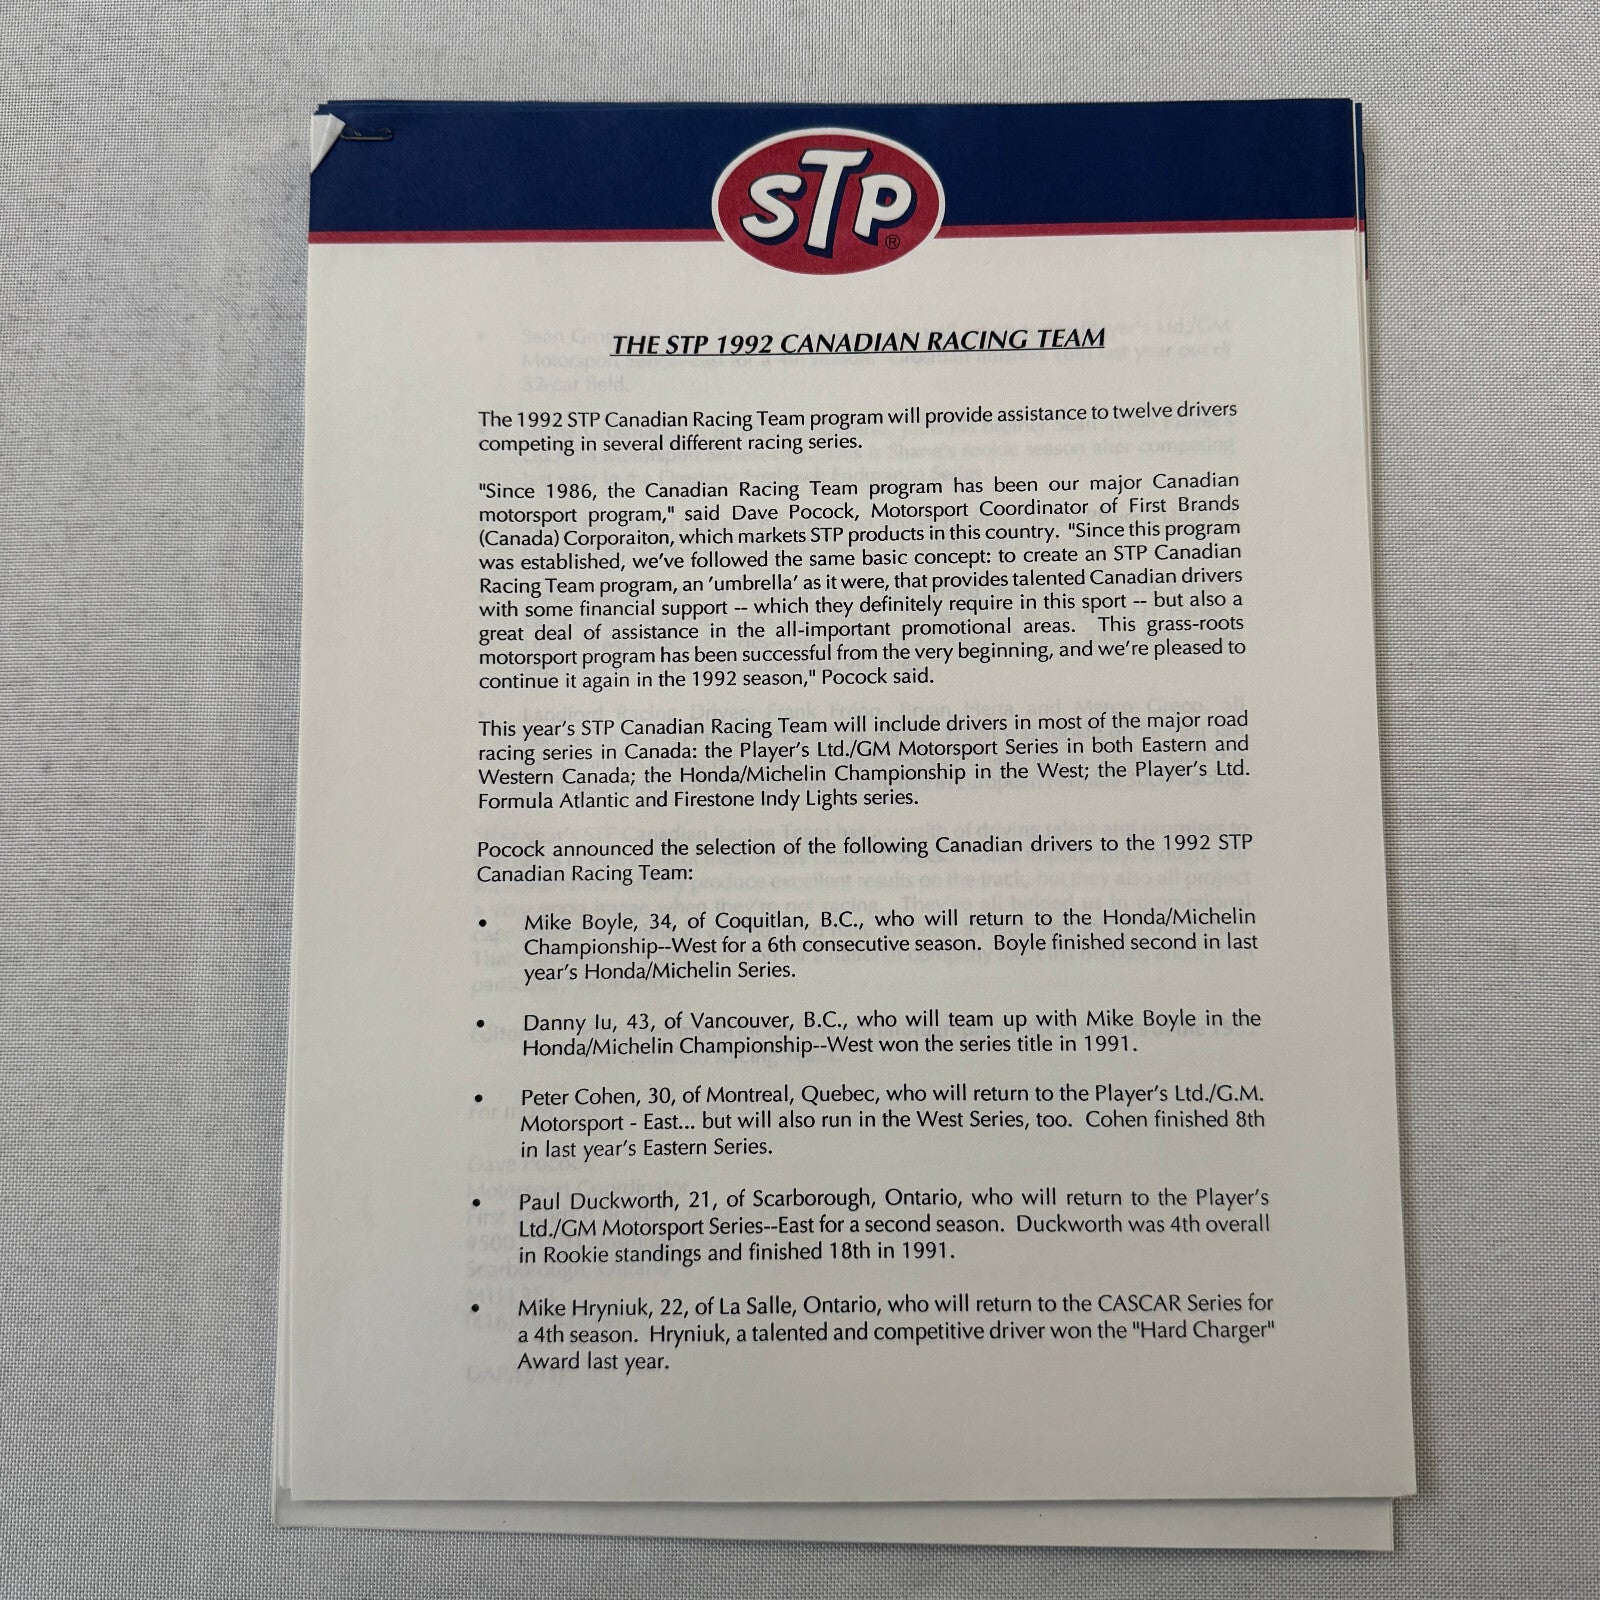 STP®
THE STP 1992 CANADIAN RACING TEAM
The 1992 STP Canadian Racing Team program will provide assistance to twelve drivers
competing in several different racing series.
"Since 1986, the Canadian Racing Team program has been our major Canadian
motorsport program," said Dave Pocock, Motorsport Coordinator of First Brands
(Canada) Corporaiton, which markets STP products in this country. "Since this program
was established, we've followed the same basic concept: to create an STP Canadian
Racing Team program, an 'umbrella' as it were, that provides talented Canadian drivers
with some financial support -- which they definitely require in this sport -- but also a
great deal of assistance in the all-important promotional areas. This grass-roots
motorsport program has been successful from the very beginning, and we're pleased to
continue it again in the 1992 season," Pocock said.
This year's STP Canadian Racing Team will include drivers in most of the major road
racing series in Canada: the Player's Ltd./GM Motorsport Series in both Eastern and
Western Canada; the Honda/Michelin Championship in the West; the Player's Ltd.
Formula Atlantic and Firestone Indy Lights series.
Pocock announced the selection of the following Canadian drivers to the 1992 STP
Canadian Racing Team:
• Mike Boyle, 34, of Coquitlan, B.C., who will return to the Honda/Michelin
Championship--West for a 6th consecutive season. Boyle finished second in last
year's Honda/Michelin Series.
• Danny Iu, 43, of Vancouver, B.C., who will team up with Mike Boyle in the
Honda/Michelin Championship--West won the series title in 1991.
• Peter Cohen, 30, of Montreal, Quebec, who will return to the Player's Ltd./G.M.
Motorsport - East... but will also run in the West Series, too. Cohen finished 8th
in last year's Eastern Series.
• Paul Duckworth, 21, of Scarborough, Ontario, who will return to the Player's
Ltd./GM Motorsport Series--East for a second season. Duckworth was 4th overall
in Rookie standings and finished 18th in 1991.
• Mike Hryniuk, 22, of La Salle, Ontario, who will return to the CASCAR Series for
a 4th season. Hryniuk, a talented and competitive driver won the "Hard Charger"
Award last year.